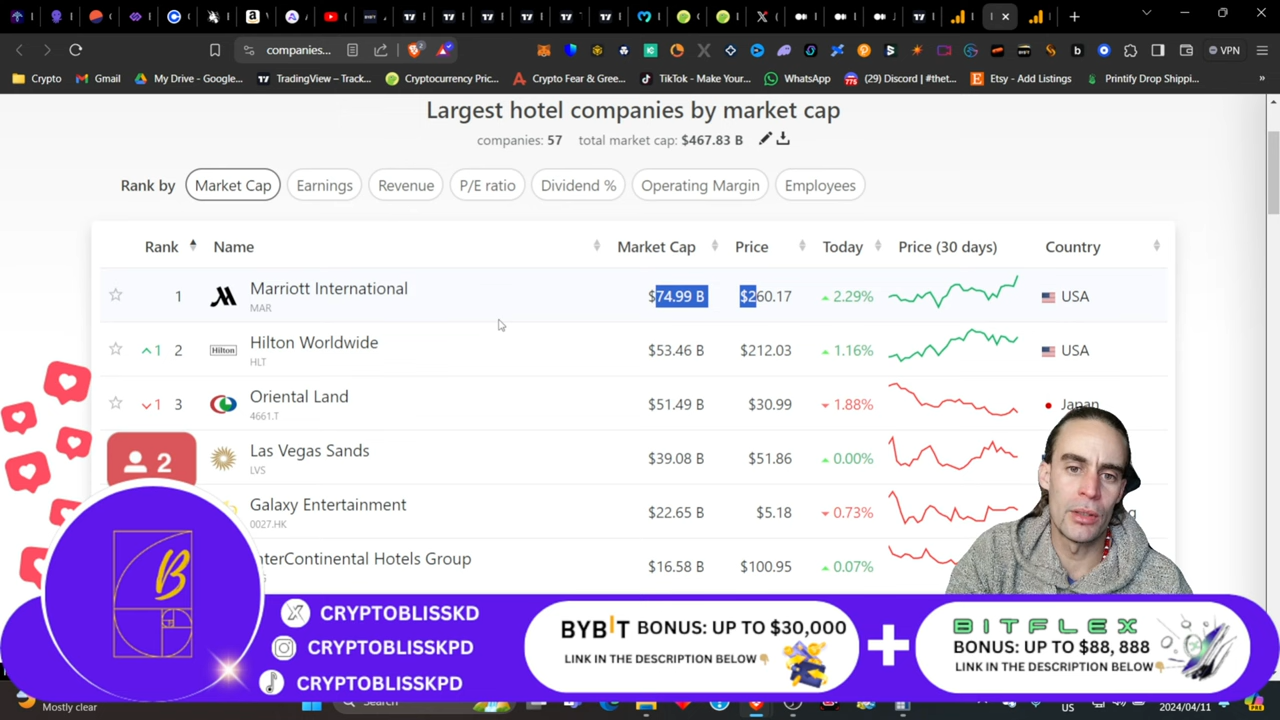 companies...
VPN
Crypto
Gmail
My Drive - Google...
TradingView – Track...
Cryptocurrency Pric...
Crypto Fear & Gree...
TikTok - Make Your...
WhatsApp
(29) Discord | #thet...
Etsy - Add Listings
Printify Drop Shippi...
Largest hotel companies by market cap
companies: 57 total market cap: $467.83 B
Rank by Market Cap Earnings Revenue P/E ratio Dividend % Operating Margin Employees
Rank Name Market Cap Price Today Price (30 days) Country
1 Marriott International $74.99 B $260.17 2.29% USA
MAR
1 2 Hilton Worldwide $53.46 B $212.03 1.16% USA
Hilton
HLT
1 3 Oriental Land $51.49 B $30.99 1.88% Japan
4661.T
Las Vegas Sands $39.08 B $51.86 0.00%
LVS
2
Galaxy Entertainment $22.65 B $5.18 0.73%
0027.HK
InterContinental Hotels Group $16.58 B $100.95 0.07%
B
CRYPTOBLISSKD
CRYPTOBLISSKPD
CRYPTOBLISSKPD
BYBIT BONUS: UP TO $30,000
LINK IN THE DESCRIPTION BELOW
BITFLEX
BONUS: UP TO $88, 888
LINK IN THE DESCRIPTION BELOW
Mostly clear
Search
US
2024/04/11